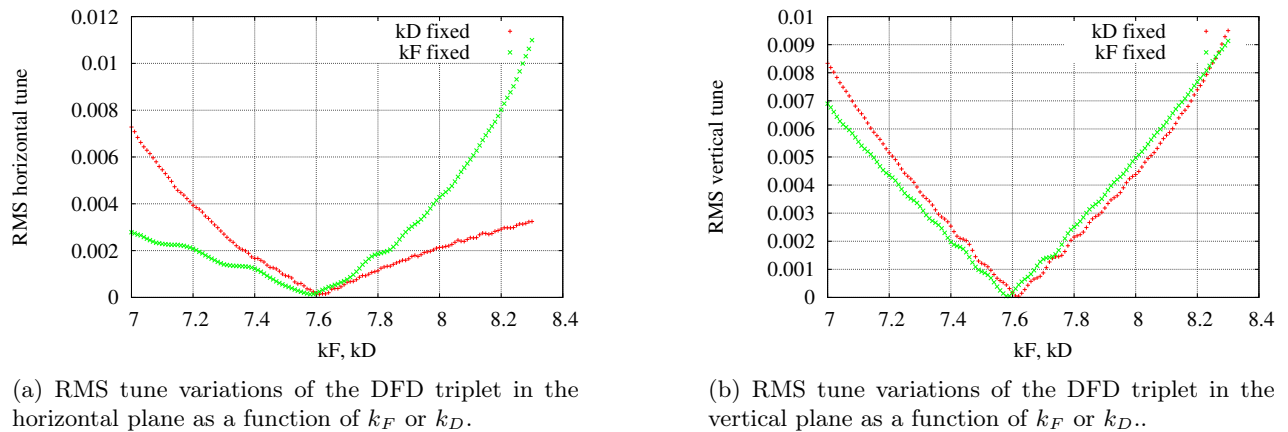 0.012
0.01
0.008
0.006
0.004
0.002
0
RMS horizontal tune
kD fixed
kF fixed
7 7.2 7.4 7.6 7.8 8 8.2 8.4
kF, kD
(a) RMS tune variations of the DFD triplet in the
horizontal plane as a function of k_F or k_D.
0.01
0.009
0.008
0.007
0.006
0.005
0.004
0.003
0.002
0.001
0
RMS vertical tune
kD fixed
kF fixed
7 7.2 7.4 7.6 7.8 8 8.2 8.4
kF, kD
(b) RMS tune variations of the DFD triplet in the
vertical plane as a function of k_F or k_D..